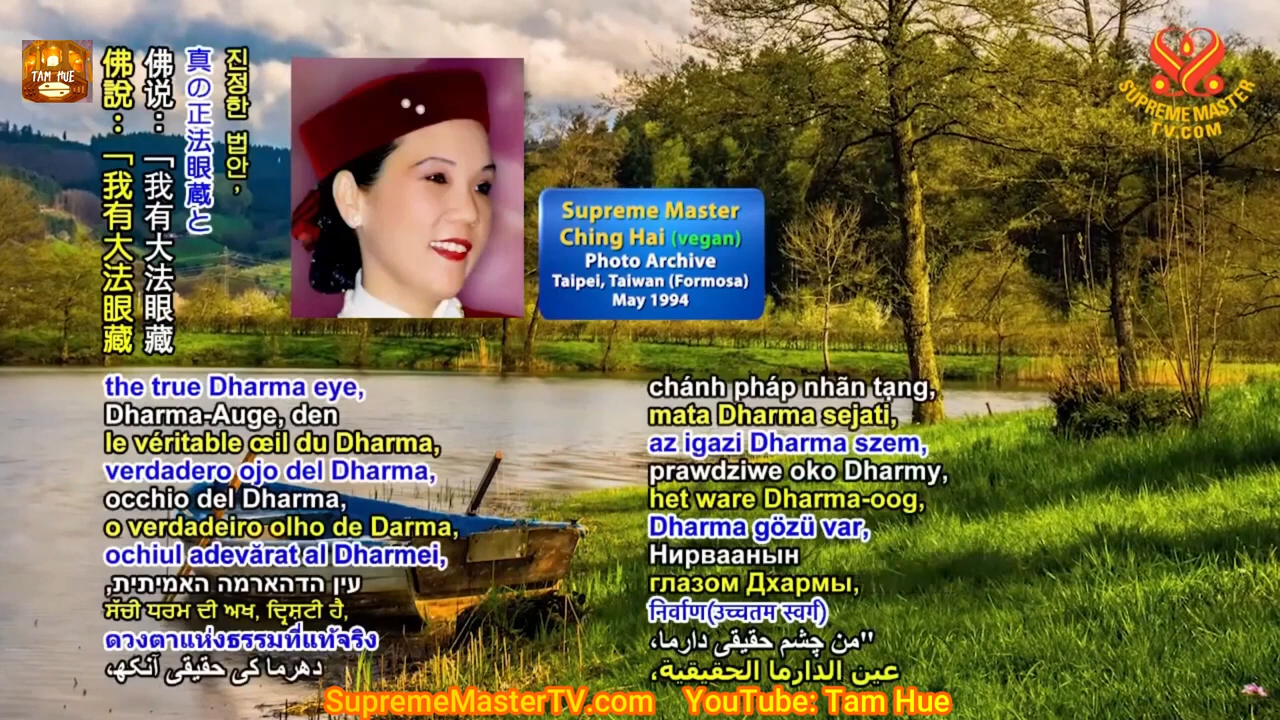 TAM HUE
佛說：「我有大法眼藏
佛说：「我有大法眼藏
真の正法眼蔵と
진정한 법안,
Supreme Master
Ching Hai (vegan)
Photo Archive
Taipei, Taiwan (Formosa)
May 1994
SUPREME MASTER
TV.COM
the true Dharma eye,
Dharma-Auge, den
le véritable œil du Dharma,
verdadero ojo del Dharma,
occhio del Dharma,
o verdadeiro olho de Darma,
ochiul adevărat al Dharmei,
עין הדהארמה האמיתית,
ਸੱਚੀ ਧਰਮ ਦੀ ਅਖ, ਦ੍ਰਿਸ਼ਟੀ ਹੈ,
ดวงตาแห่งธรรมที่แท้จริง
دھرما کی حقیقی آنکھ،
chánh pháp nhãn tạng,
mata Dharma sejati,
az igazi Dharma szem,
prawdziwe oko Dharmy,
het ware Dharma-oog,
Dharma gözü var,
Нирваанын
глазом Дхармы,
निर्वाण(उच्चतम स्वर्ग)
"من چشم حقیقی دارما،
عين الدارما الحقيقية،
SupremeMasterTV.com YouTube: Tam Hue